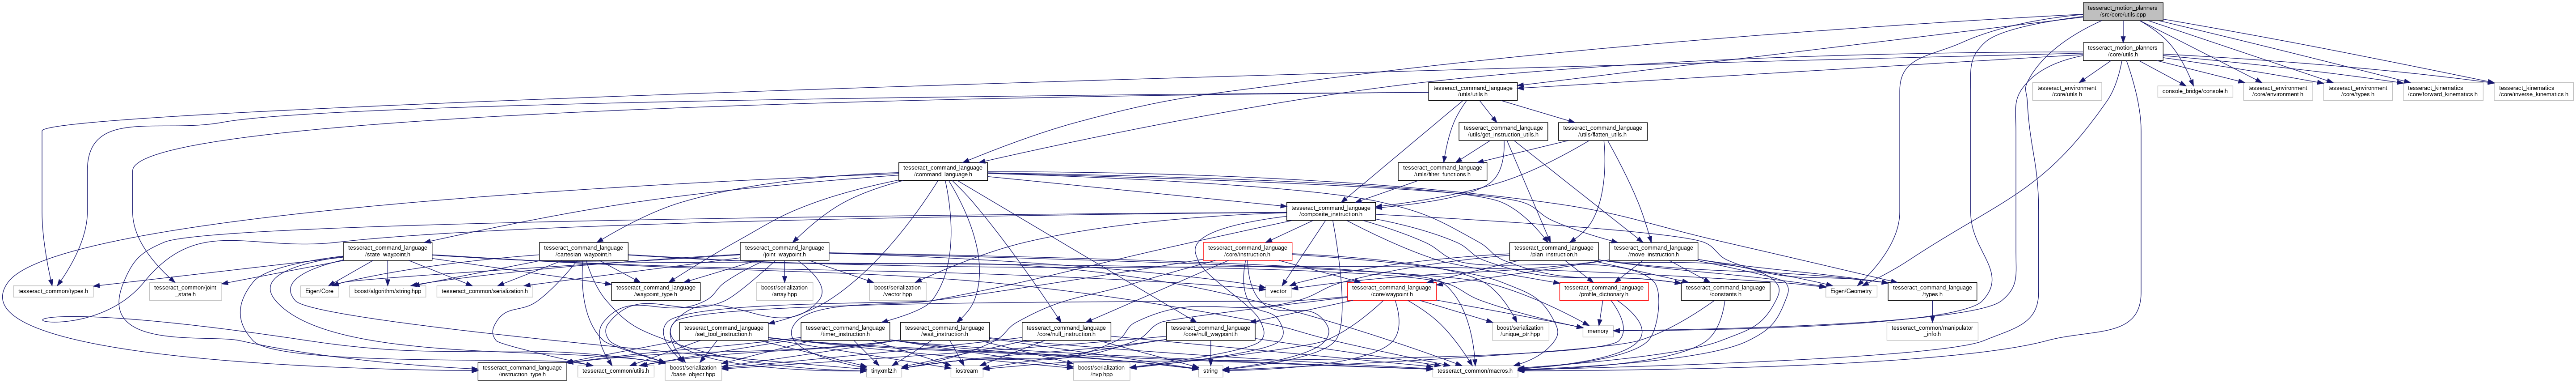 tesseract_motion_planners
/src/core/utils.cpp
tesseract_motion_planners
/core/utils.h
tesseract_command_language
/utils/utils.h
tesseract_environment
/core/utils.h
console_bridge/console.h
tesseract_environment
/core/environment.h
tesseract_environment
/core/types.h
tesseract_kinematics
/core/forward_kinematics.h
tesseract_kinematics
/core/inverse_kinematics.h
tesseract_command_language
/utils/get_instruction_utils.h
tesseract_command_language
/utils/flatten_utils.h
tesseract_command_language
/command_language.h
tesseract_command_language
/utils/filter_functions.h
tesseract_command_language
/composite_instruction.h
tesseract_command_language
/state_waypoint.h
tesseract_command_language
/cartesian_waypoint.h
tesseract_command_language
/joint_waypoint.h
tesseract_command_language
/core/instruction.h
tesseract_command_language
/plan_instruction.h
tesseract_command_language
/move_instruction.h
tesseract_common/types.h
tesseract_common/joint
_state.h
Eigen/Core
boost/algorithm/string.hpp
tesseract_common/serialization.h
tesseract_command_language
/waypoint_type.h
boost/serialization
/array.hpp
boost/serialization
/vector.hpp
vector
tesseract_command_language
/core/waypoint.h
tesseract_command_language
/profile_dictionary.h
tesseract_command_language
/constants.h
Eigen/Geometry
tesseract_command_language
/types.h
tesseract_command_language
/set_tool_instruction.h
tesseract_command_language
/timer_instruction.h
tesseract_command_language
/wait_instruction.h
tesseract_command_language
/core/null_instruction.h
tesseract_command_language
/core/null_waypoint.h
boost/serialization
/unique_ptr.hpp
memory
tesseract_common/manipulator
_info.h
tesseract_command_language
/instruction_type.h
tesseract_common/utils.h
boost/serialization
/base_object.hpp
tinyxml2.h
iostream
boost/serialization
/nvp.hpp
string
tesseract_common/macros.h